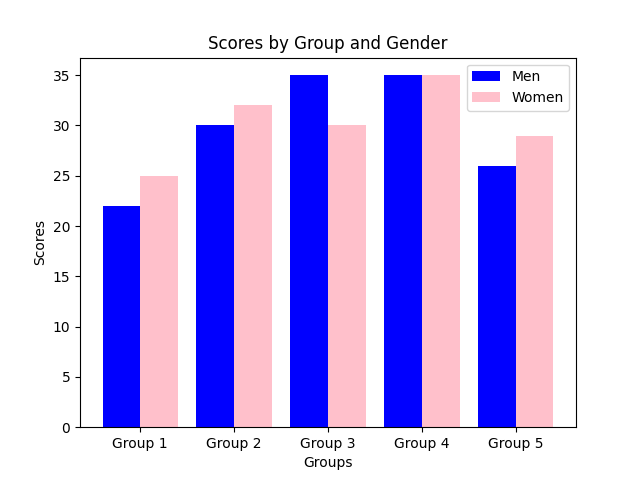 Scores by Group and Gender
Men
Women
35
30
25
20
15
10
5
0
Scores
Group 1 Group 2 Group 3 Group 4 Group 5
Groups